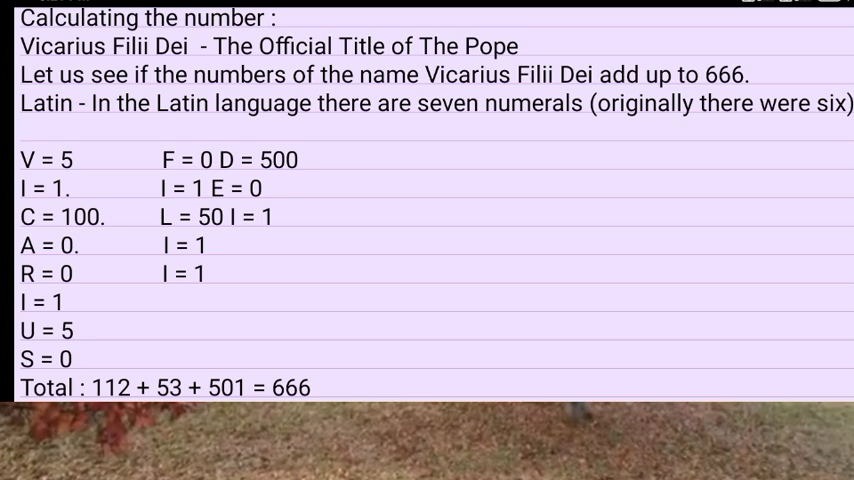 Calculating the number :
Vicarius Filii Dei - The Official Title of The Pope
Let us see if the numbers of the name Vicarius Filii Dei add up to 666.
Latin - In the Latin language there are seven numerals (originally there were six)
V = 5 F = 0 D = 500
I = 1. I = 1 E = 0
C = 100. L = 50 I = 1
A = 0. I = 1
R = 0 I = 1
I = 1
U = 5
S = 0
Total : 112 + 53 + 501 = 666